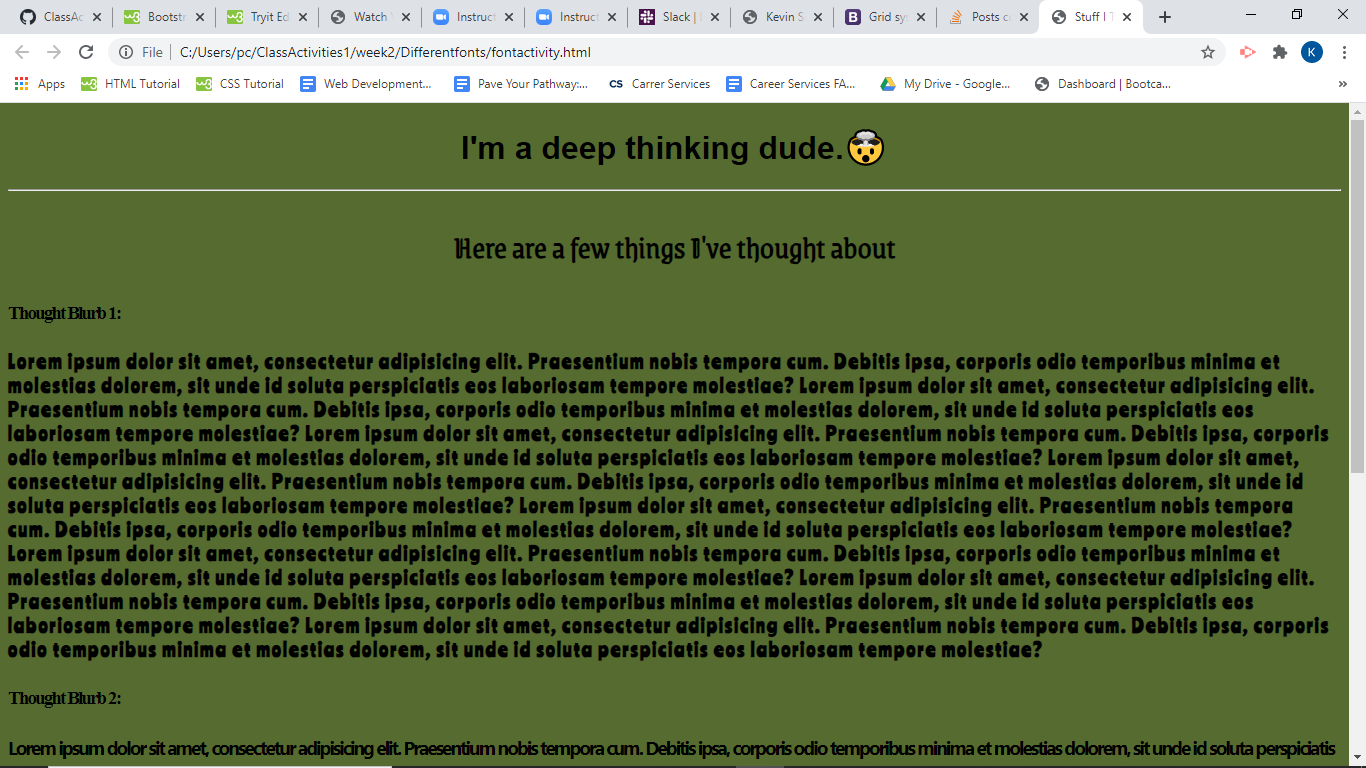 ClassAc
Bootstr
Tryit Ed
Watch
Instruct
Instruct
Slack |
Kevin S
Grid sy
Posts c
Stuff I T
File | C:/Users/pc/ClassActivities1/week2/Differentfonts/fontactivity.html
K
Apps
HTML Tutorial
CSS Tutorial
Web Development...
Pave Your Pathway:...
CS Carrer Services
Career Services FA...
My Drive - Google...
Dashboard | Bootca...
»
I'm a deep thinking dude.🤯
Here are a few things I've thought about
Thought Blurb 1:
Lorem ipsum dolor sit amet, consectetur adipisicing elit. Praesentium nobis tempora cum. Debitis ipsa, corporis odio temporibus minima et
molestias dolorem, sit unde id soluta perspiciatis eos laboriosam tempore molestiae? Lorem ipsum dolor sit amet, consectetur adipisicing elit.
Praesentium nobis tempora cum. Debitis ipsa, corporis odio temporibus minima et molestias dolorem, sit unde id soluta perspiciatis eos
laboriosam tempore molestiae? Lorem ipsum dolor sit amet, consectetur adipisicing elit. Praesentium nobis tempora cum. Debitis ipsa, corporis
odio temporibus minima et molestias dolorem, sit unde id soluta perspiciatis eos laboriosam tempore molestiae? Lorem ipsum dolor sit amet,
consectetur adipisicing elit. Praesentium nobis tempora cum. Debitis ipsa, corporis odio temporibus minima et molestias dolorem, sit unde id
soluta perspiciatis eos laboriosam tempore molestiae? Lorem ipsum dolor sit amet, consectetur adipisicing elit. Praesentium nobis tempora
cum. Debitis ipsa, corporis odio temporibus minima et molestias dolorem, sit unde id soluta perspiciatis eos laboriosam tempore molestiae?
Lorem ipsum dolor sit amet, consectetur adipisicing elit. Praesentium nobis tempora cum. Debitis ipsa, corporis odio temporibus minima et
molestias dolorem, sit unde id soluta perspiciatis eos laboriosam tempore molestiae? Lorem ipsum dolor sit amet, consectetur adipisicing elit.
Praesentium nobis tempora cum. Debitis ipsa, corporis odio temporibus minima et molestias dolorem, sit unde id soluta perspiciatis eos
laboriosam tempore molestiae? Lorem ipsum dolor sit amet, consectetur adipisicing elit. Praesentium nobis tempora cum. Debitis ipsa, corporis
odio temporibus minima et molestias dolorem, sit unde id soluta perspiciatis eos laboriosam tempore molestiae?
Thought Blurb 2:
Lorem ipsum dolor sit amet, consectetur adipisicing elit. Praesentium nobis tempora cum. Debitis ipsa, corporis odio temporibus minima et molestias dolorem, sit unde id soluta perspiciatis